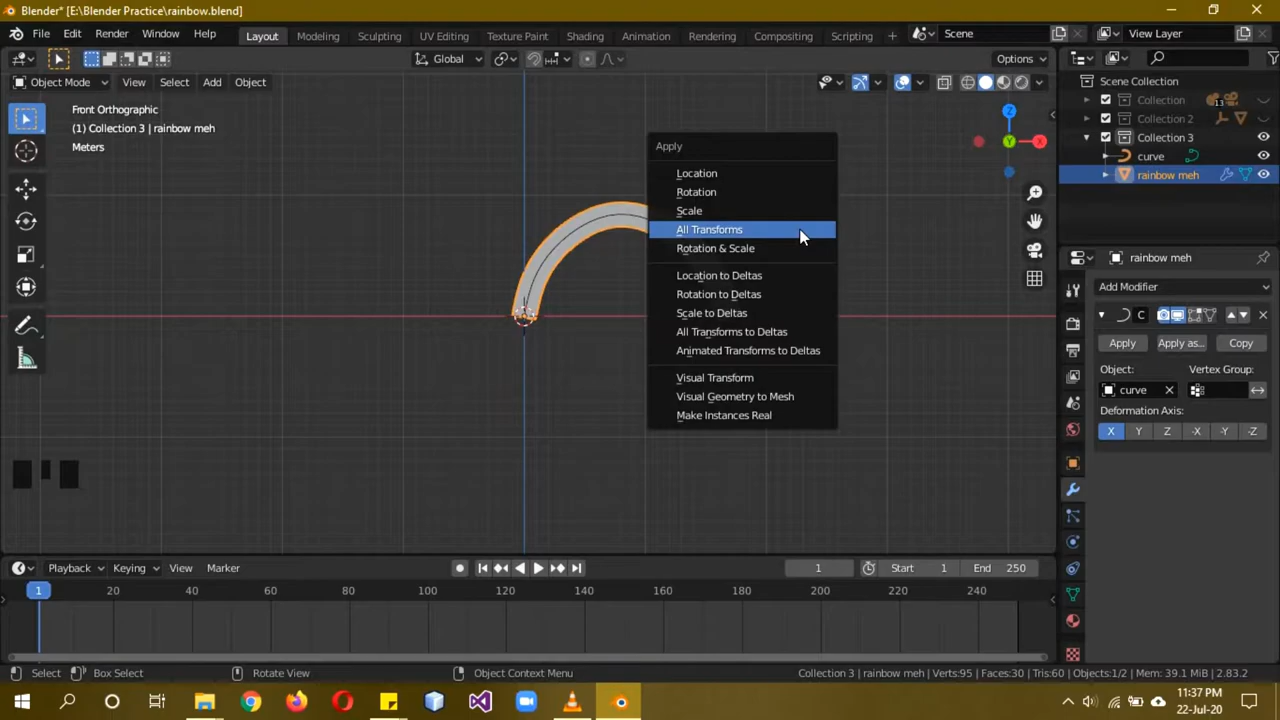 Blender* [E:\Blender Practice\rainbow.blend]
File Edit Render Window Help Layout Modeling Sculpting UV Editing Texture Paint Shading Animation Rendering Compositing Scripting + Scene View Layer
Global Options
Object Mode View Select Add Object
Front Orthographic
(1) Collection 3 | rainbow meh
Meters
Z
Y
X
Apply
Location
Rotation
Scale
All Transforms
Rotation & Scale
Location to Deltas
Rotation to Deltas
Scale to Deltas
All Transforms to Deltas
Animated Transforms to Deltas
Visual Transform
Visual Geometry to Mesh
Make Instances Real
Scene Collection
Collection 13
Collection 2
Collection 3
curve
rainbow meh
rainbow meh
Add Modifier
C
Apply Apply as... Copy
Object: Vertex Group:
curve
Deformation Axis:
X Y Z -X -Y -Z
Playback Keying View Marker 1 Start 1 End 250
1 20 40 60 80 100 120 140 160 180 200 220 240
Select Box Select Rotate View Object Context Menu Collection 3 | rainbow meh | Verts:95 | Faces:30 | Tris:60 | Objects:1/2 | Mem: 39.1 MiB | 2.83.2
11:37 PM
22-Jul-20